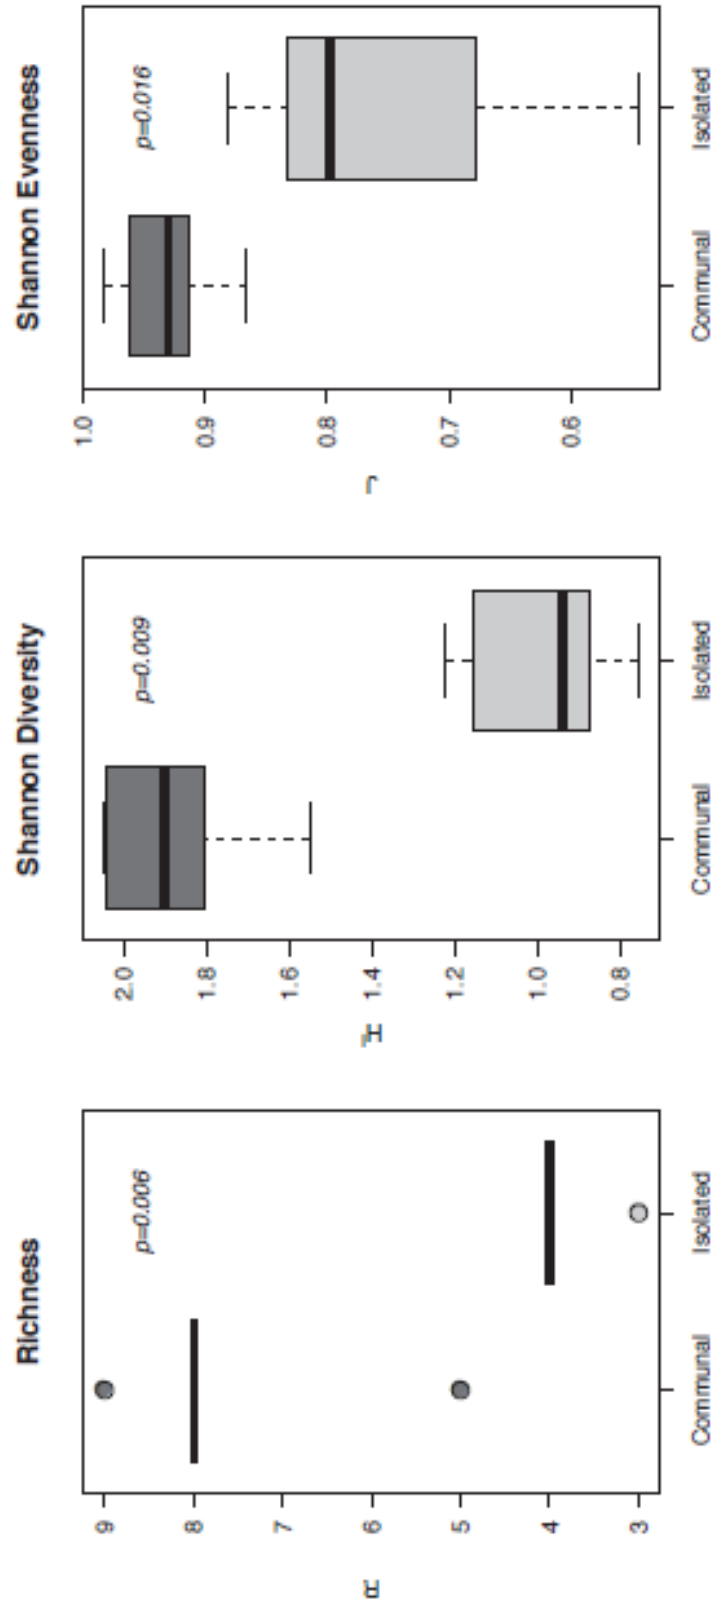 Richness
p=0.006
R
9
8
7
6
5
4
3
Communal
Isolated
Shannon Diversity
p=0.009
H'
2.0
1.8
1.6
1.4
1.2
1.0
0.8
Communal
Isolated
Shannon Evenness
p=0.016
J'
1.0
0.9
0.8
0.7
0.6
Communal
Isolated